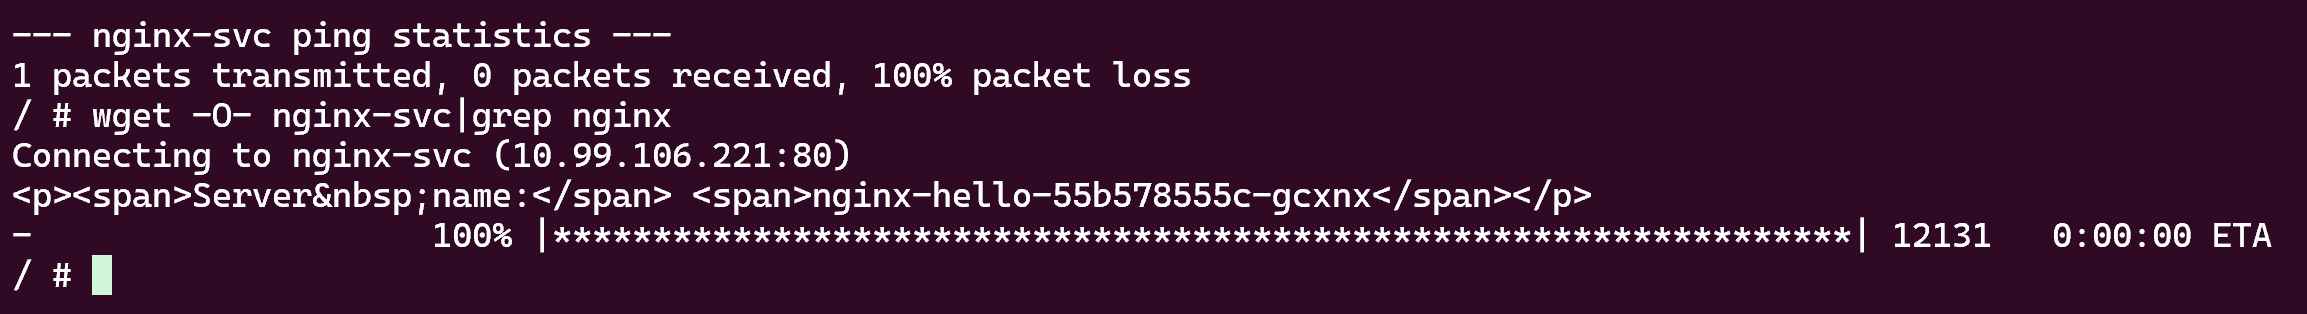 --- nginx-svc ping statistics ---
1 packets transmitted, 0 packets received, 100% packet loss
/ # wget -O- nginx-svc|grep nginx
Connecting to nginx-svc (10.99.106.221:80)
<p><span>Server&nbsp;name:</span> <span>nginx-hello-55b578555c-gcxnx</span></p>
-                    100% |*****************************************************************| 12131   0:00:00 ETA
/ #